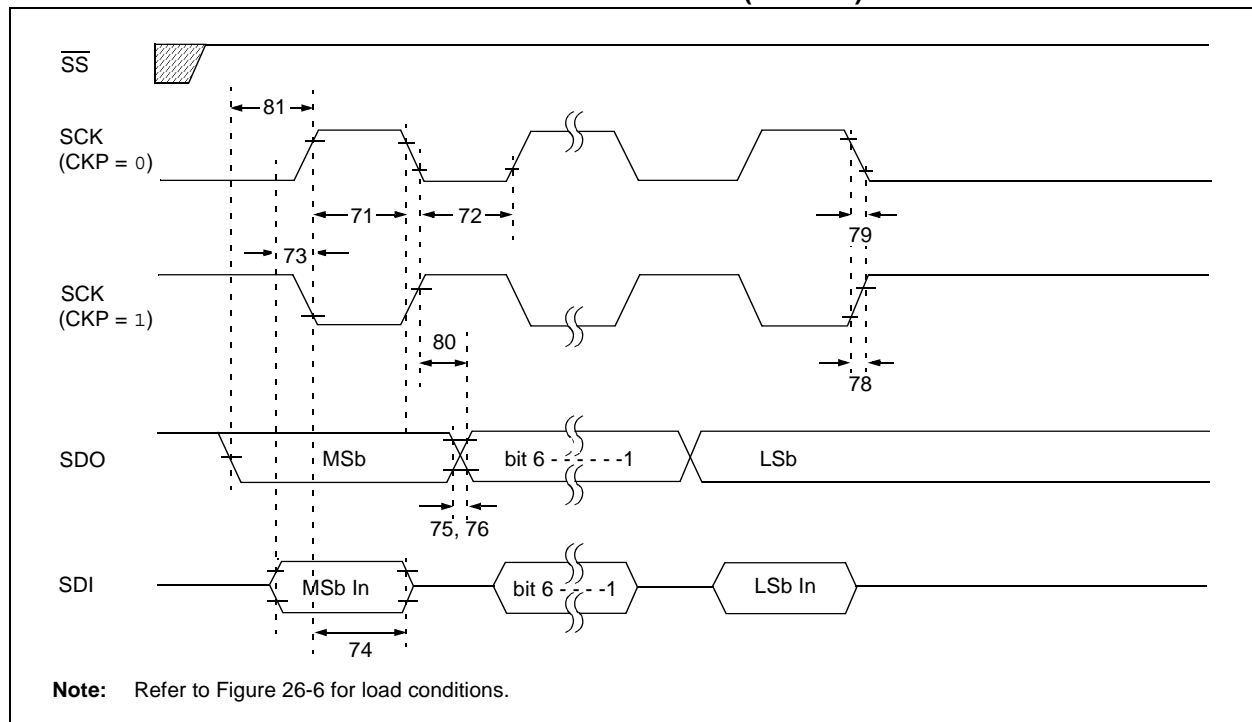 SS
81
SCK
(CKP = 0)
71
72
79
73
SCK
(CKP = 1)
80
78
SDO
MSb
bit 6 - - - - - - -1
LSb
75, 76
SDI
MSb In
bit 6 - - - - -1
LSb In
74
Note: Refer to Figure 26-6 for load conditions.